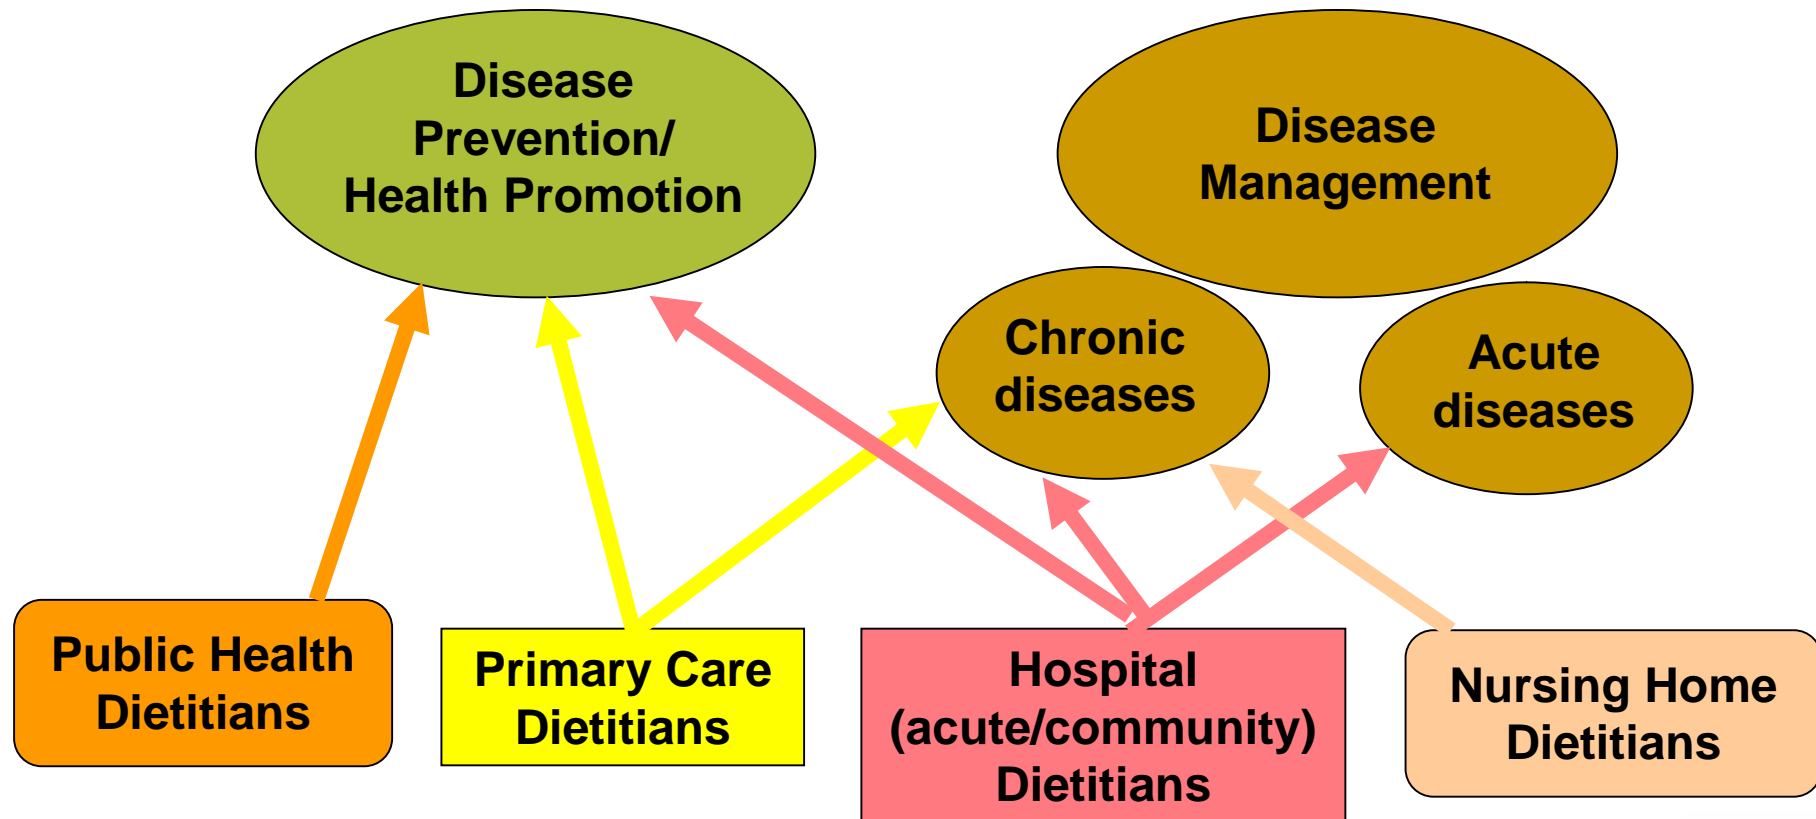 Disease
Prevention/
Health Promotion
Disease
Management
Chronic
diseases
Acute
diseases
Public Health
Dietitians
Primary Care
Dietitians
Hospital
(acute/community)
Dietitians
Nursing Home
Dietitians